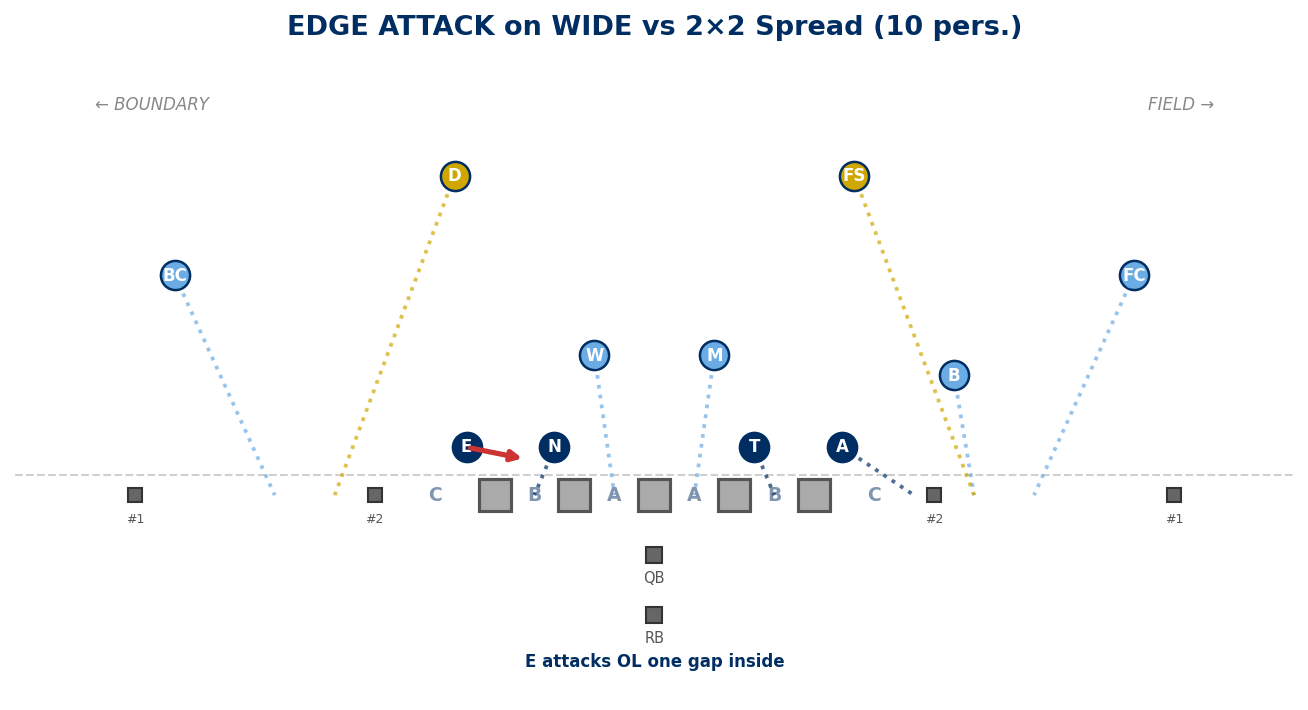 EDGE ATTACK on WIDE vs 2×2 Spread (10 pers.)
← BOUNDARY
FIELD →
D
FS
BC
FC
W
M
B
E
N
T
A
C
B
A
A
B
C
#1
#2
#2
#1
QB
RB
E attacks OL one gap inside